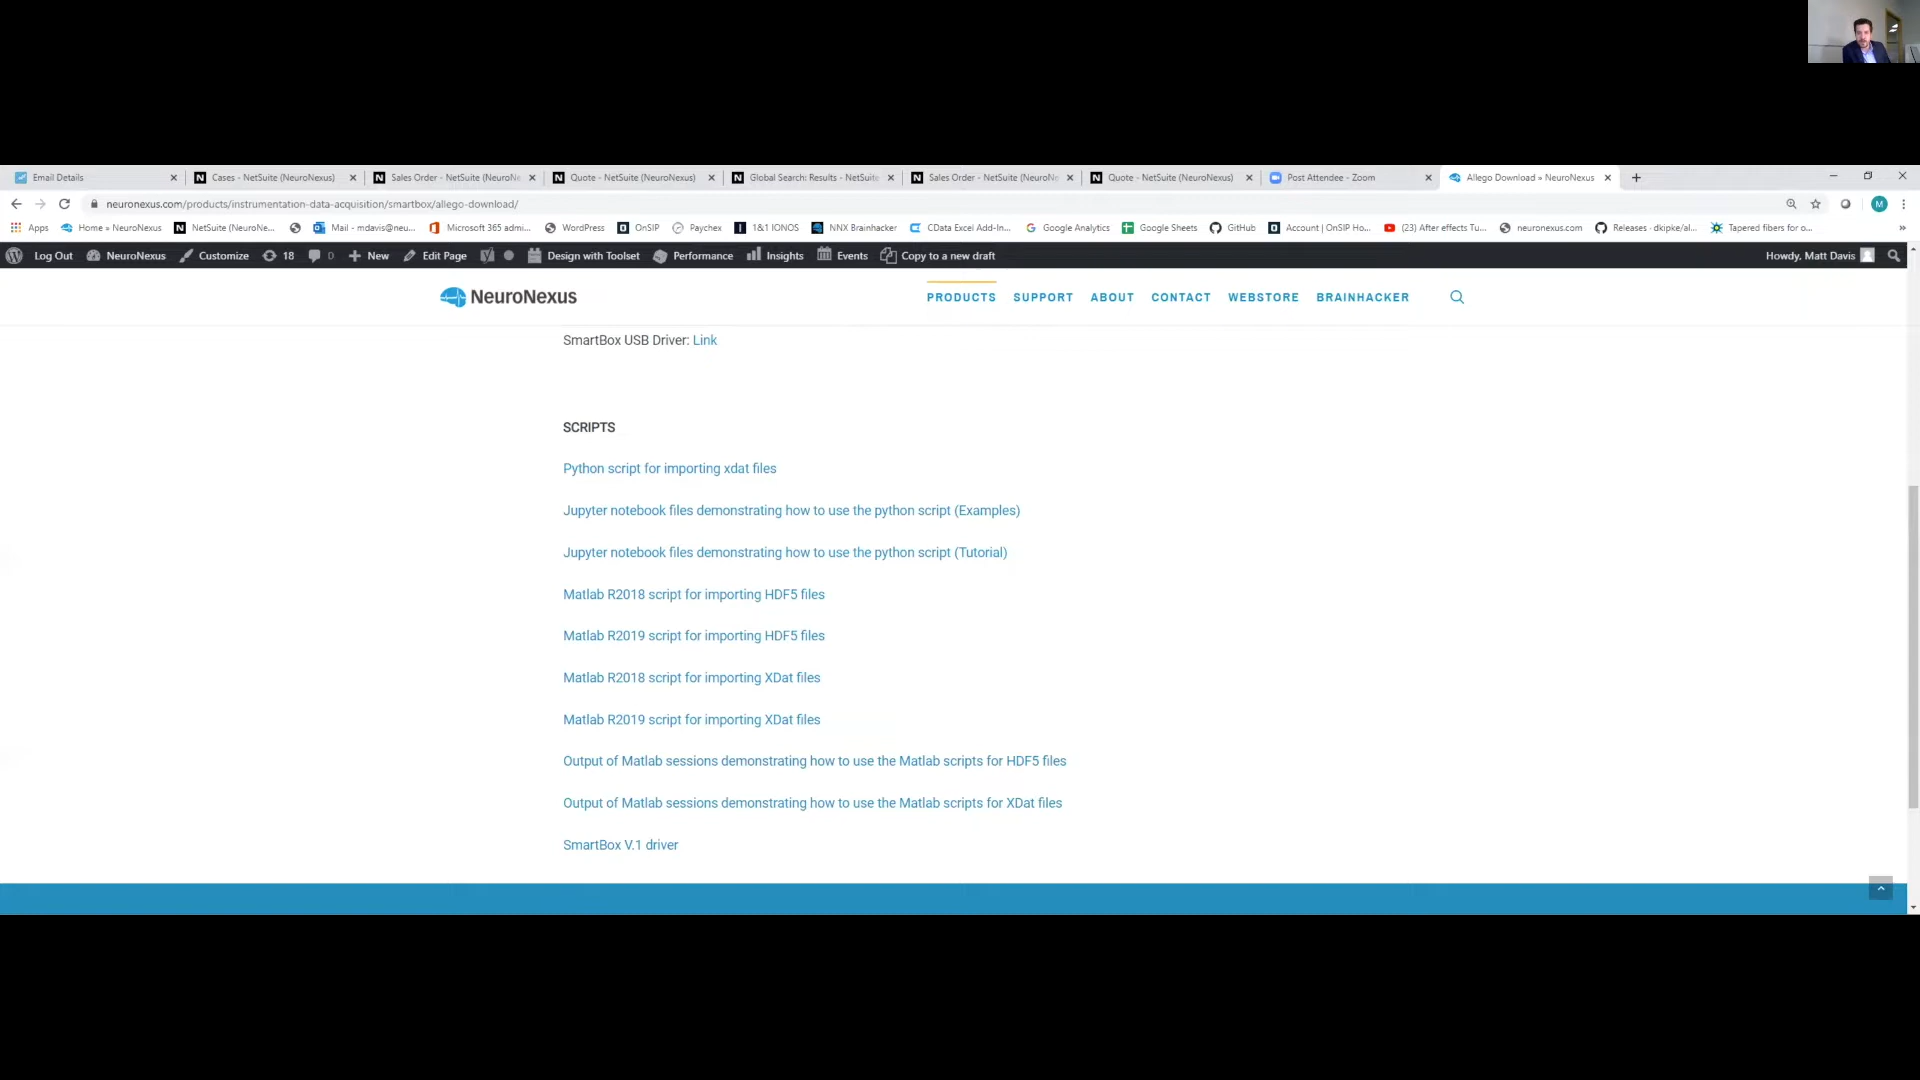 Email Details
Cases - NetSuite (NeuroNexus)
Sales Order - NetSuite (NeuroNe
Quote - NetSuite (NeuroNexus)
Global Search: Results - NetSuite
Sales Order - NetSuite (NeuroNe
Quote - NetSuite (NeuroNexus)
Post Attendee - Zoom
Allego Download » NeuroNexus
neuronexus.com/products/instrumentation-data-acquisition/smartbox/allego-download/
M
Apps
Home » NeuroNexus
NetSuite (NeuroNe...
Mail - mdavis@neu...
Microsoft 365 admi...
WordPress
OnSIP
Paychex
1&1 IONOS
NNX Brainhacker
CData Excel Add-In...
Google Analytics
Google Sheets
GitHub
Account | OnSIP Ho...
(23) After effects Tu...
neuronexus.com
Releases · dkipke/al...
Tapered fibers for o...
Log Out
NeuroNexus
Customize
18
0
New
Edit Page
Design with Toolset
Performance
Insights
Events
Copy to a new draft
Howdy, Matt Davis
NeuroNexus
PRODUCTS
SUPPORT
ABOUT
CONTACT
WEBSTORE
BRAINHACKER
SmartBox USB Driver: Link
SCRIPTS
Python script for importing xdat files
Jupyter notebook files demonstrating how to use the python script (Examples)
Jupyter notebook files demonstrating how to use the python script (Tutorial)
Matlab R2018 script for importing HDF5 files
Matlab R2019 script for importing HDF5 files
Matlab R2018 script for importing XDat files
Matlab R2019 script for importing XDat files
Output of Matlab sessions demonstrating how to use the Matlab scripts for HDF5 files
Output of Matlab sessions demonstrating how to use the Matlab scripts for XDat files
SmartBox V.1 driver